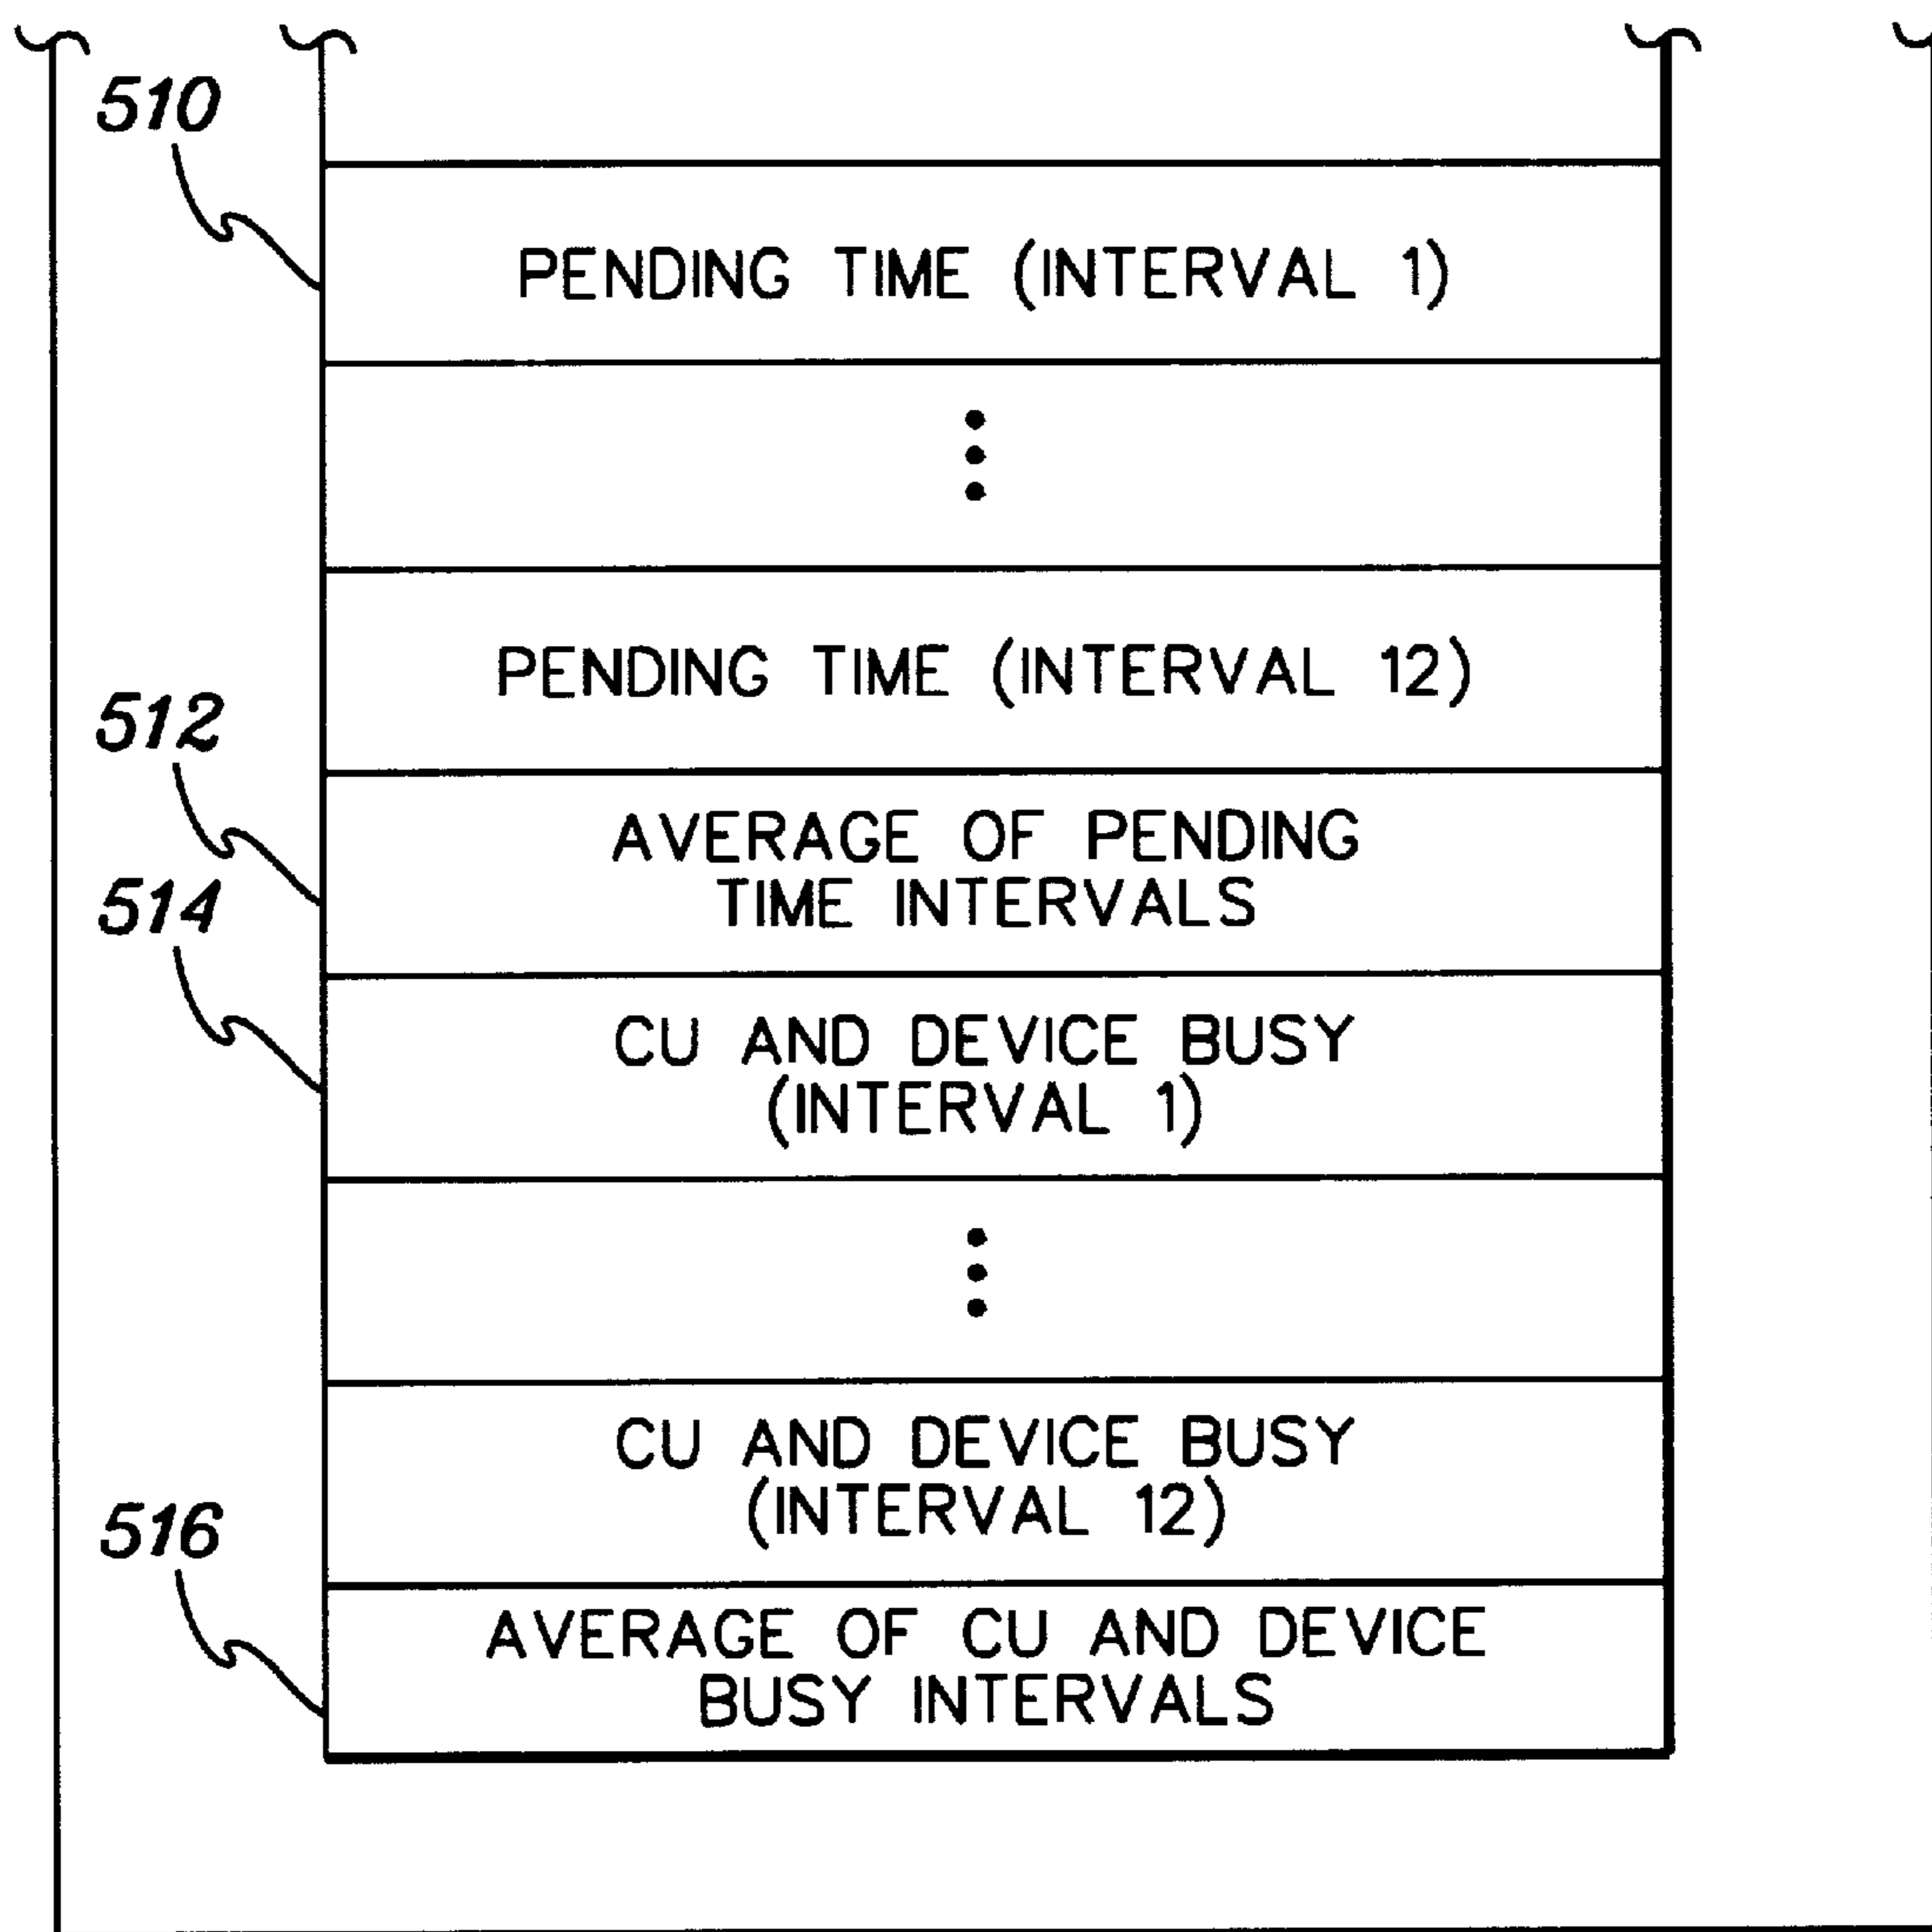 510
PENDING TIME (INTERVAL 1)
PENDING TIME (INTERVAL 12)
512
AVERAGE OF PENDING
TIME INTERVALS
514
CU AND DEVICE BUSY
(INTERVAL 1)
CU AND DEVICE BUSY
(INTERVAL 12)
516
AVERAGE OF CU AND DEVICE
BUSY INTERVALS